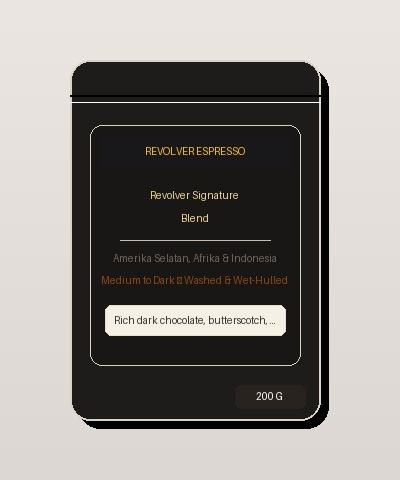 REVOLVER ESPRESSO
Revolver Signature
Blend
Amerika Selatan, Afrika & Indonesia
Medium to Dark ▯ Washed & Wet-Hulled
Rich dark chocolate, butterscotch, ...
200 G